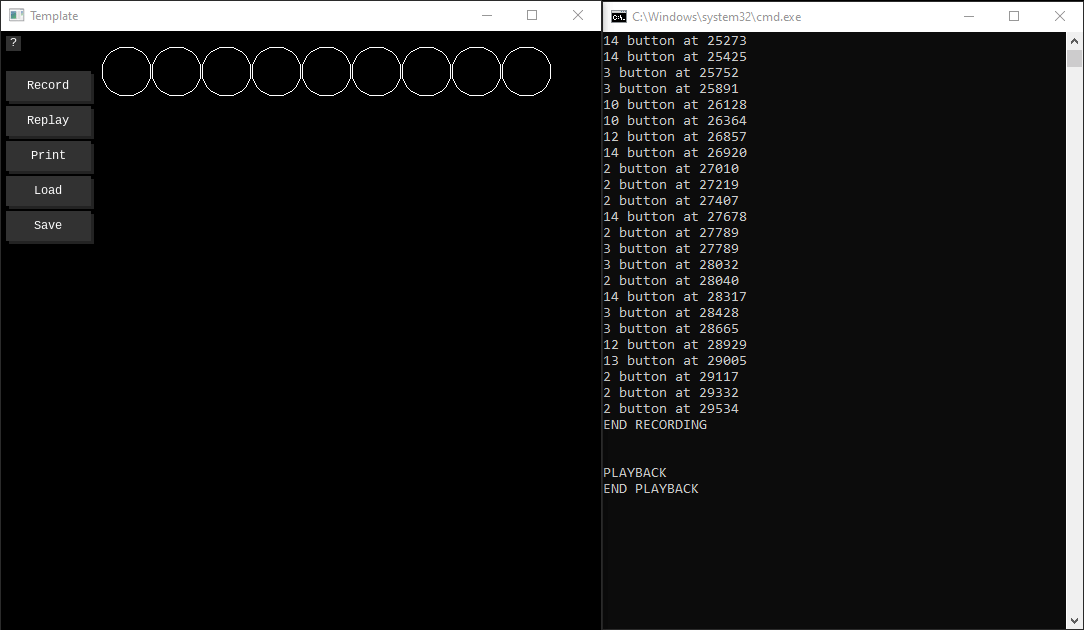 Template
?
Record
Replay
Print
Load
Save
C:\Windows\system32\cmd.exe
14 button at 25273
14 button at 25425
3 button at 25752
3 button at 25891
10 button at 26128
10 button at 26364
12 button at 26857
14 button at 26920
2 button at 27010
2 button at 27219
2 button at 27407
14 button at 27678
2 button at 27789
3 button at 27789
3 button at 28032
2 button at 28040
14 button at 28317
3 button at 28428
3 button at 28665
12 button at 28929
13 button at 29005
2 button at 29117
2 button at 29332
2 button at 29534
END RECORDING
PLAYBACK
END PLAYBACK